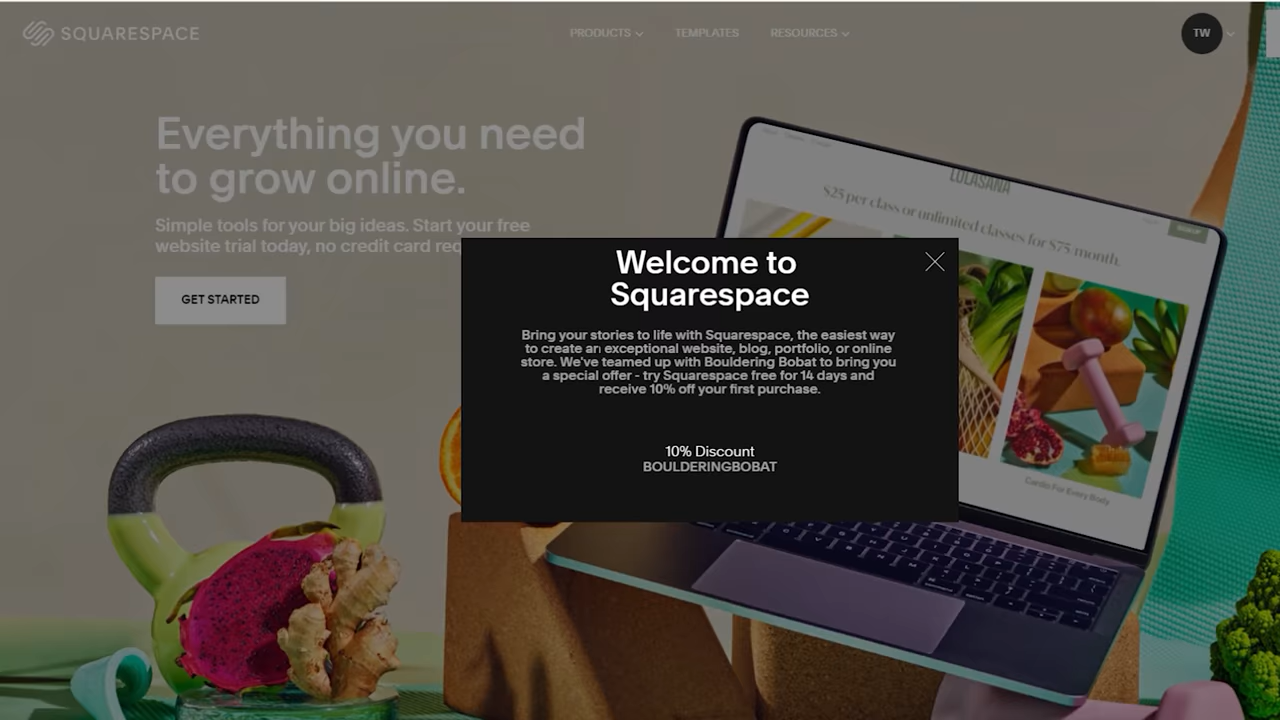 SQUARESPACE
PRODUCTS
TEMPLATES
RESOURCES
TW
Everything you need
to grow online.
Simple tools for your big ideas. Start your free
website trial today, no credit card
GET STARTED
LULASANA
$25 per class or unlimited classes for $75/month.
SIGN UP
Cardio For Every Body
Welcome to
Squarespace
Bring your stories to life with Squarespace, the easiest way
to create an exceptional website, blog, portfolio, or online
store. We've teamed up with Bouldering Bobat to bring you
a special offer - try Squarespace free for 14 days and
receive 10% off your first purchase.
10% Discount
BOULDERINGBOBAT